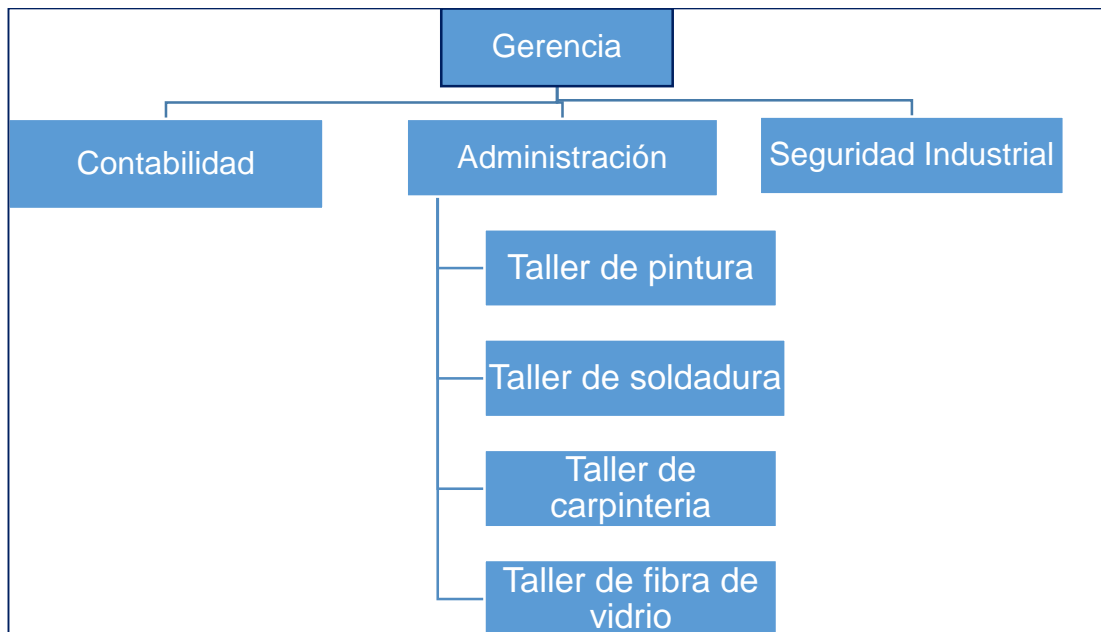 Gerencia
Contabilidad
Administración
Seguridad Industrial
Taller de pintura
Taller de soldadura
Taller de
carpinteria
Taller de fibra de
vidrio